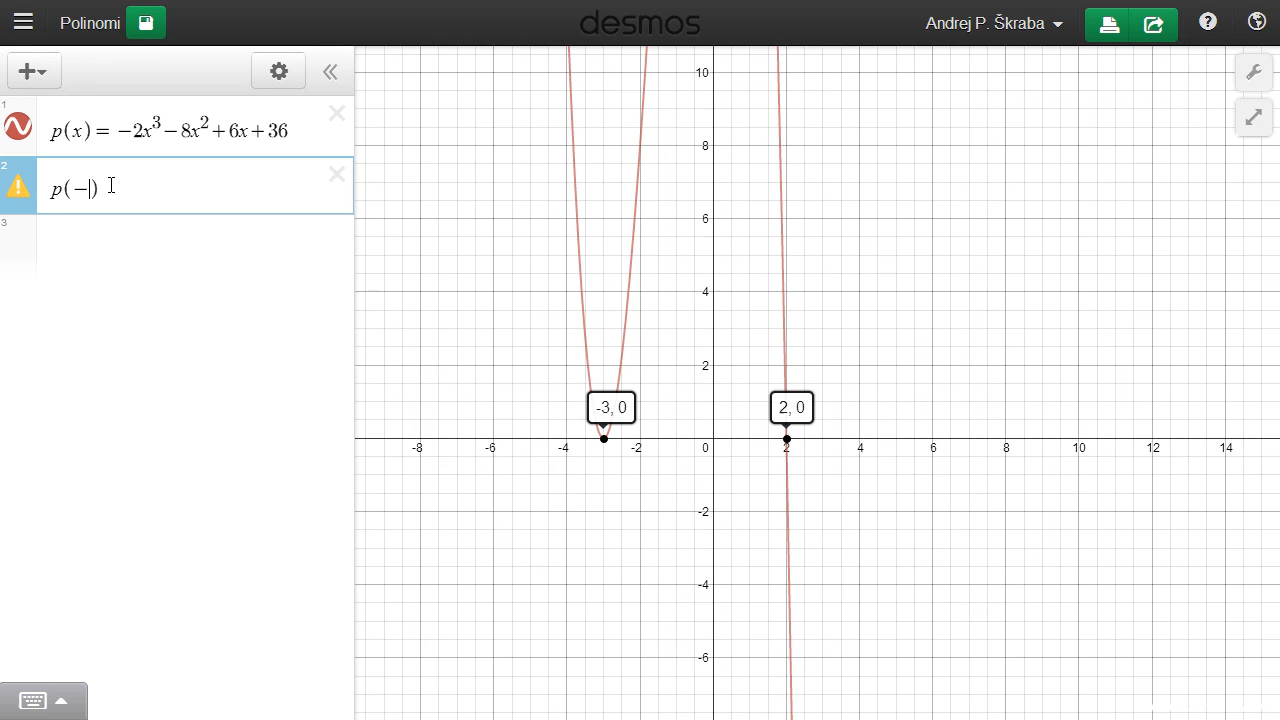 Polinomi
desmos
Andrej P. Škraba
1
p(x) = −2x³ − 8x² + 6x + 36
2
p(−)
3
10
8
6
4
2
-3, 0
2, 0
-8 -6 -4 -2 0 2 4 6 8 10 12 14
-2
-4
-6